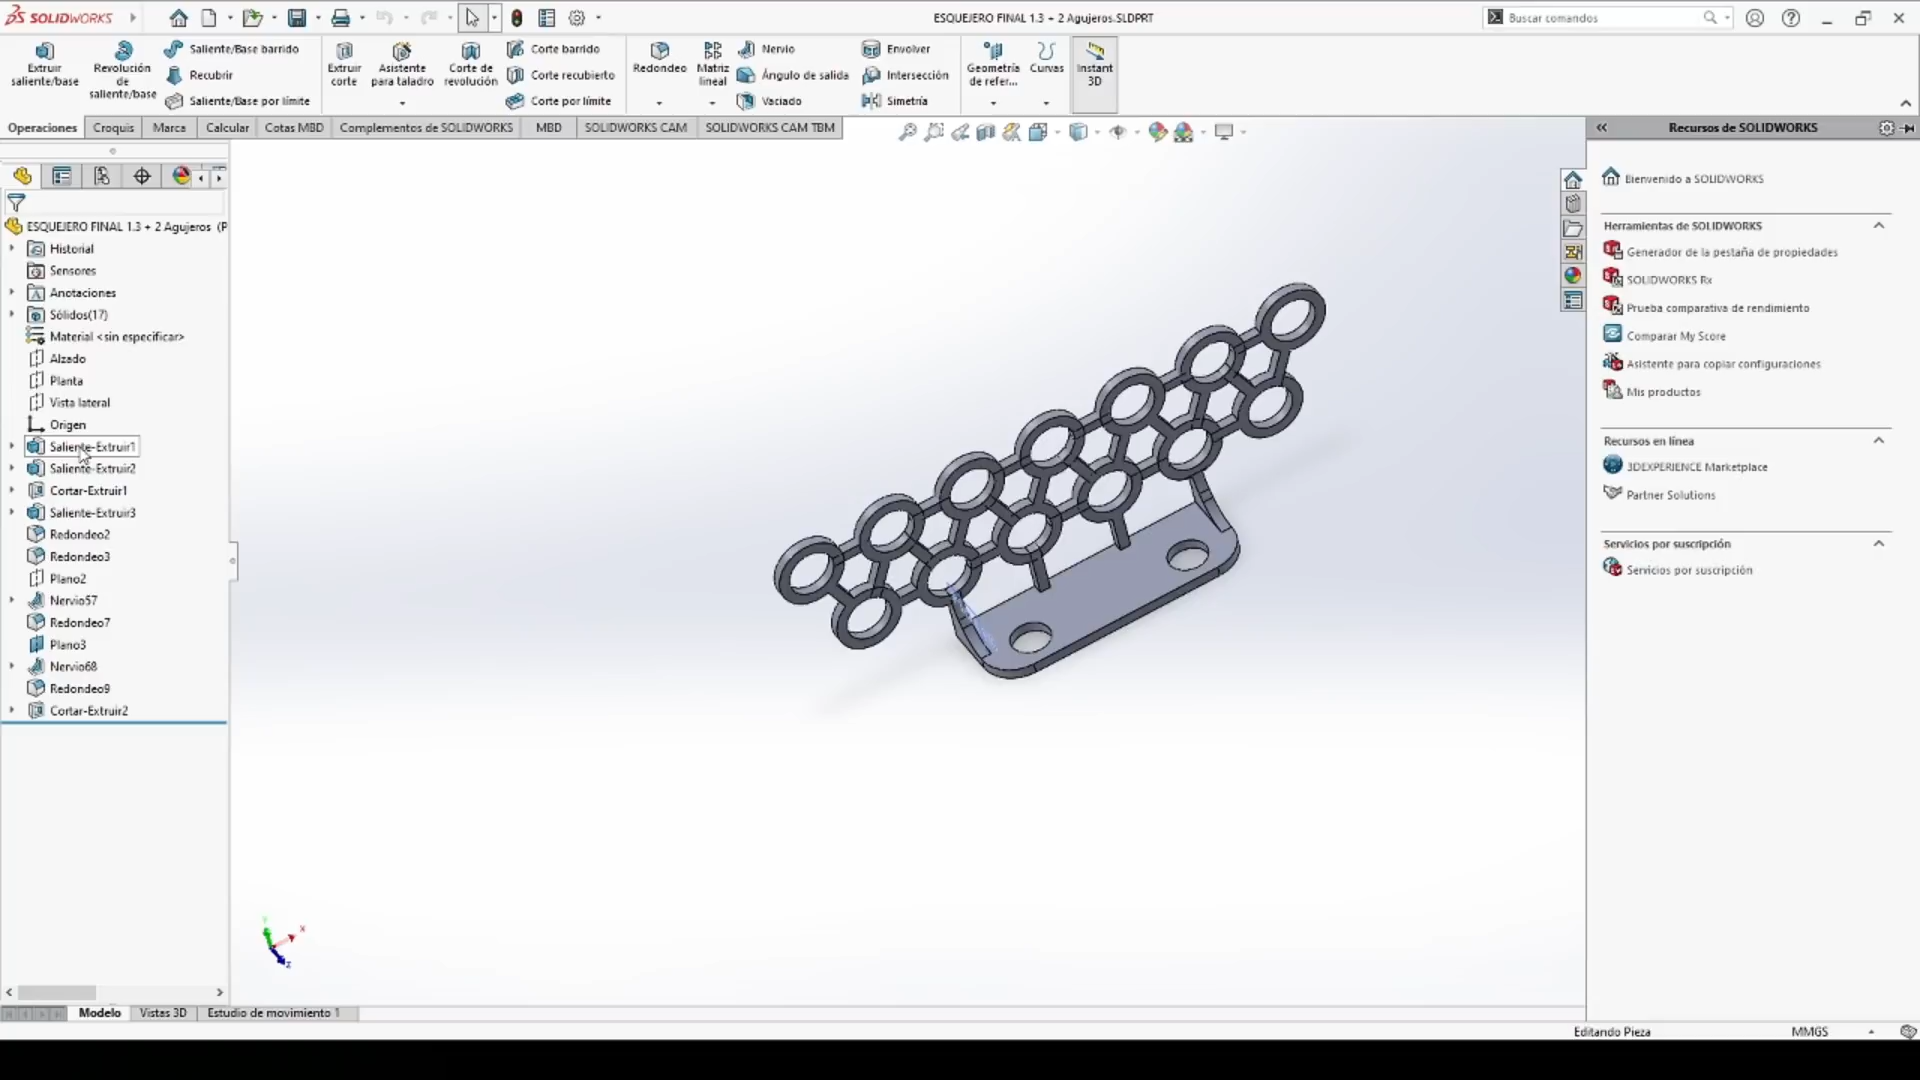 SOLIDWORKS
ESQUEJERO FINAL 1.3 + 2 Agujeros.SLDPRT
Buscar comandos
Extruir saliente/base
Revolución de saliente/base
Saliente/Base barrido
Recubrir
Saliente/Base por límite
Extruir corte
Asistente para taladro
Corte de revolución
Corte barrido
Corte recubierto
Corte por límite
Redondeo
Matriz lineal
Nervio
Ángulo de salida
Vaciado
Envolver
Intersección
Simetría
Geometría de refer...
Curvas
Instant 3D
Operaciones
Croquis
Marca
Calcular
Cotas MBD
Complementos de SOLIDWORKS
MBD
SOLIDWORKS CAM
SOLIDWORKS CAM TBM
ESQUEJERO FINAL 1.3 + 2 Agujeros (P
Historial
Sensores
Anotaciones
Sólidos(17)
Material <sin especificar>
Alzado
Planta
Vista lateral
Origen
Saliente-Extruir1
Saliente-Extruir2
Cortar-Extruir1
Saliente-Extruir3
Redondeo2
Redondeo3
Plano2
Nervio57
Redondeo7
Plano3
Nervio68
Redondeo9
Cortar-Extruir2
Y
X
Z
Modelo
Vistas 3D
Estudio de movimiento 1
Recursos de SOLIDWORKS
Bienvenido a SOLIDWORKS
Herramientas de SOLIDWORKS
Generador de la pestaña de propiedades
SOLIDWORKS Rx
Prueba comparativa de rendimiento
Comparar My Score
Asistente para copiar configuraciones
Mis productos
Recursos en línea
3DEXPERIENCE Marketplace
Partner Solutions
Servicios por suscripción
Servicios por suscripción
Editando Pieza
MMGS